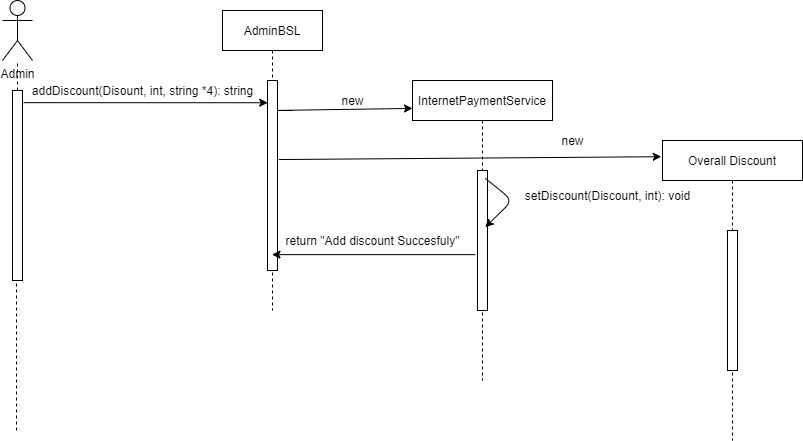 AdminBSL
Admin
addDiscount(Disount, int, string *4): string
new
InternetPaymentService
new
Overall Discount
setDiscount(Discount, int): void
return "Add discount Succesfuly"